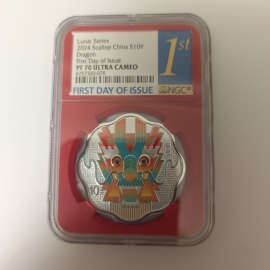 Lunar Series
2024 Scallop China S10Y
Dragon
First Day of Issue
PF 70 ULTRA CAMEO
1st
FIRST DAY OF ISSUE
NGC
10